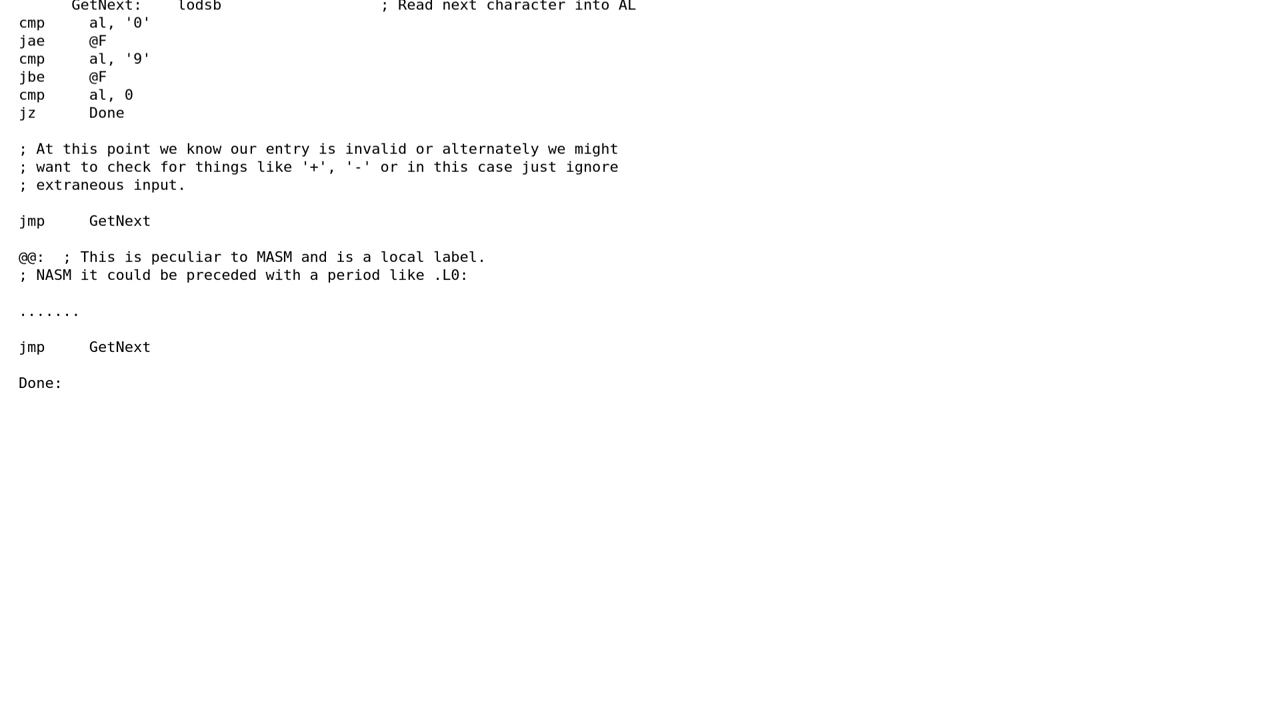 GetNext:    lodsb                  ; Read next character into AL
cmp     al, '0'
jae     @F
cmp     al, '9'
jbe     @F
cmp     al, 0
jz      Done
; At this point we know our entry is invalid or alternately we might
; want to check for things like '+', '-' or in this case just ignore
; extraneous input.
jmp     GetNext
@@:  ; This is peculiar to MASM and is a local label.
; NASM it could be preceded with a period like .L0:
.......
jmp     GetNext
Done: